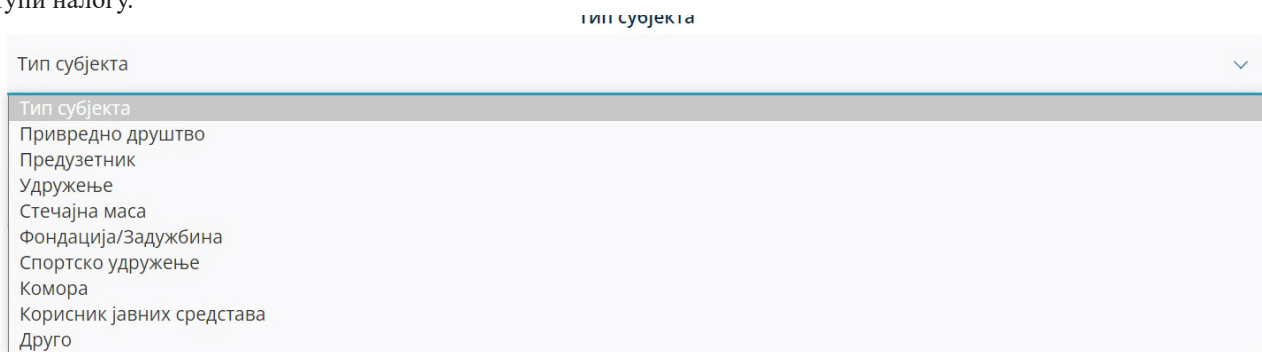 налогу.
Тип субјекта
Тип субјекта
Тип субјекта
Привредно друштво
Предузетник
Удружење
Стечајна маса
Фондација/Задужбина
Спортско удружење
Комора
Корисник јавних средстава
Друго